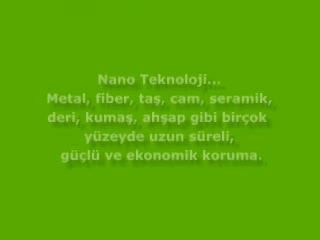 Nano Teknoloji...
Metal, fiber, taş, cam, seramik,
deri, kumaş, ahşap gibi birçok
yüzeyde uzun süreli,
güçlü ve ekonomik koruma.